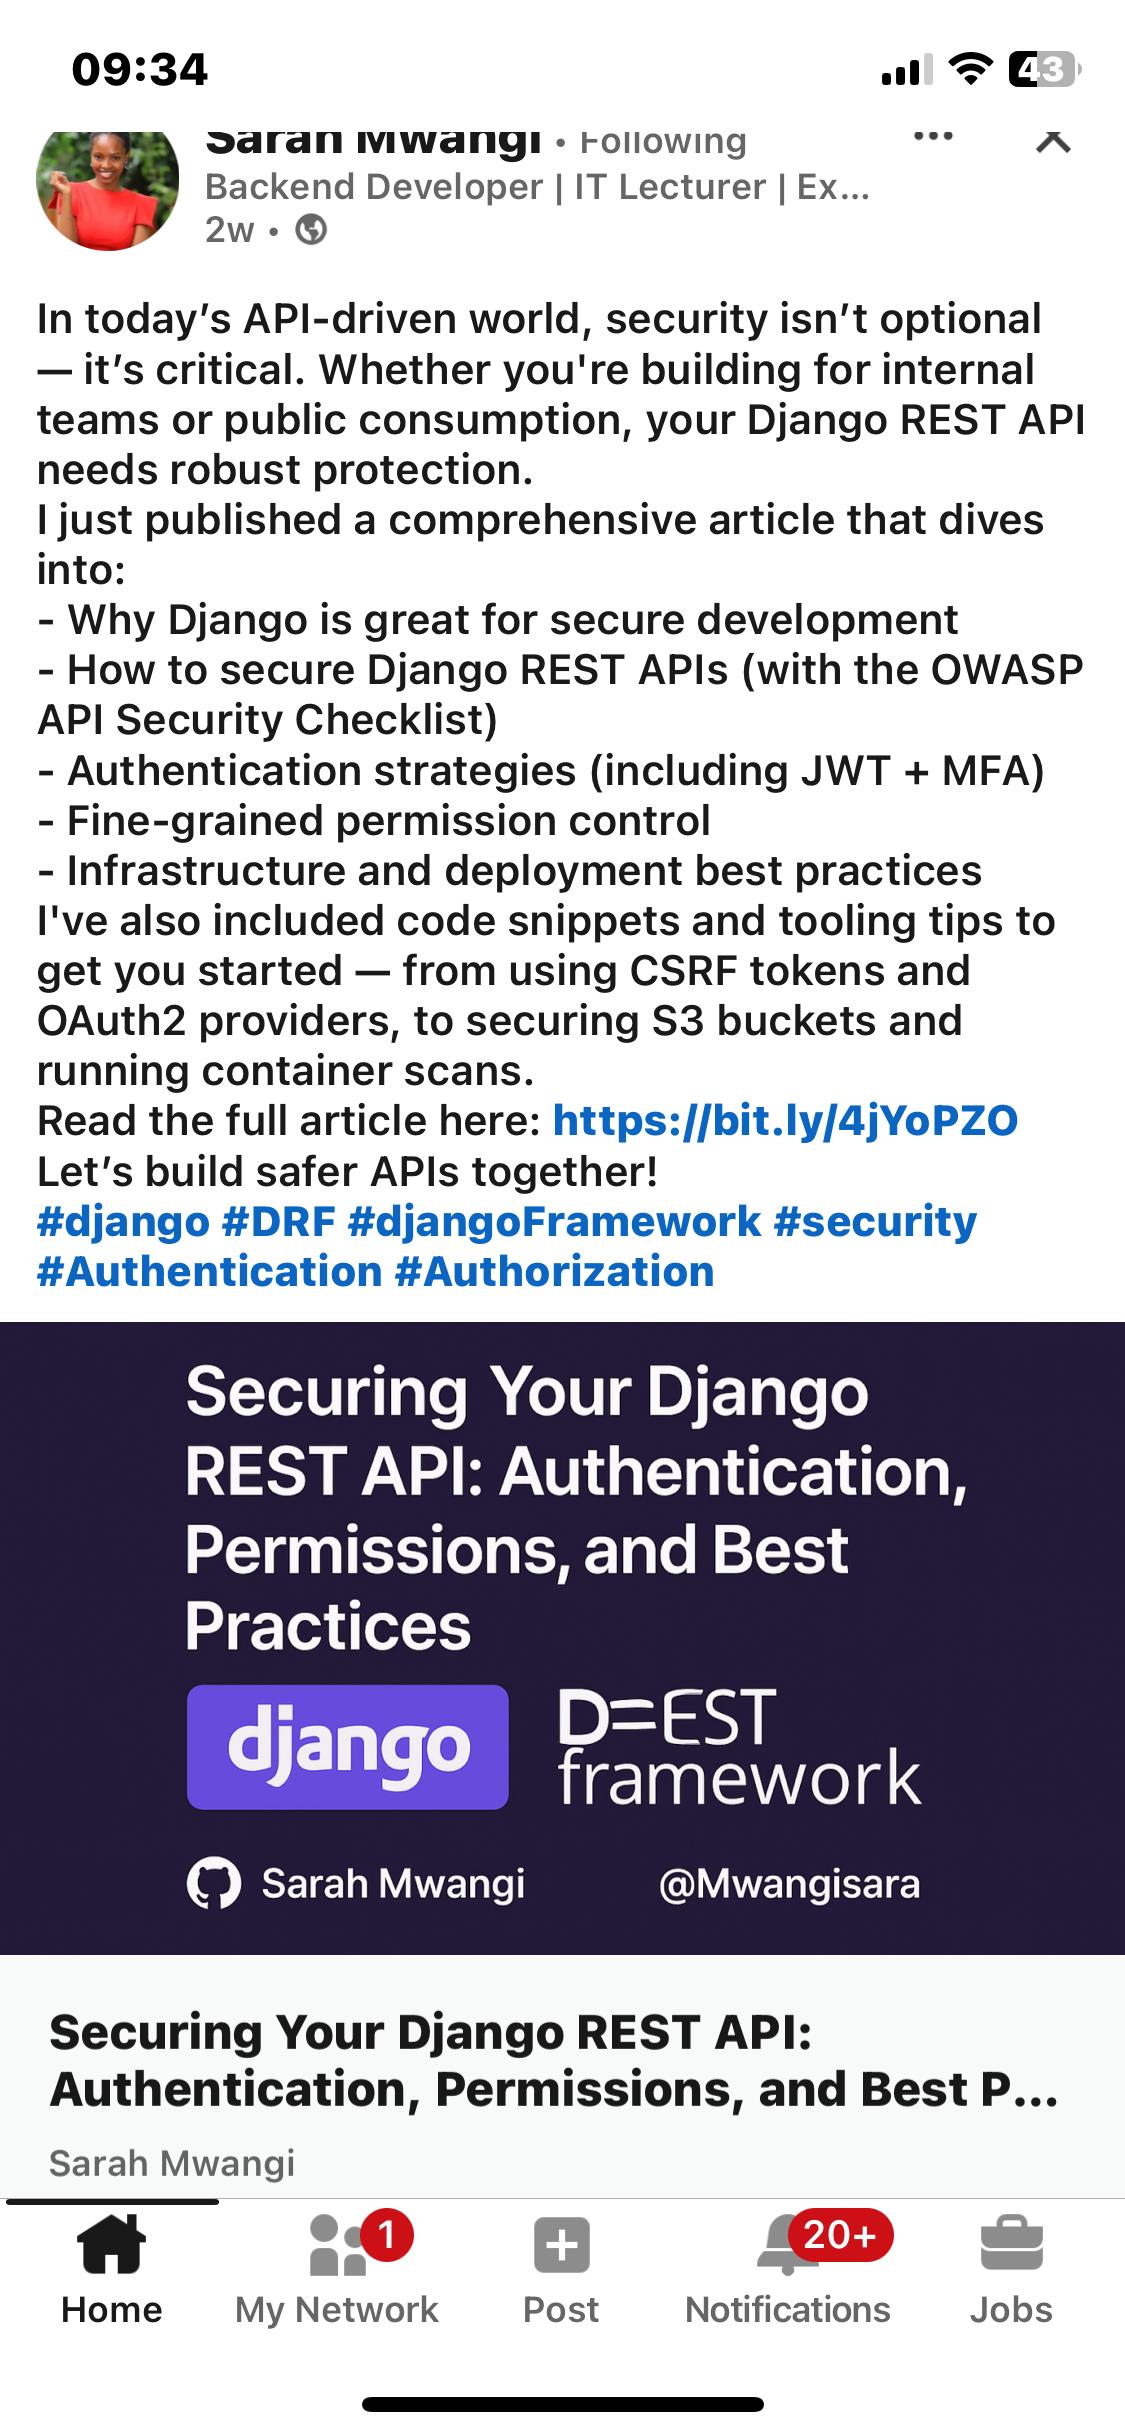 09:34
43
Sarah Mwangi • Following
Backend Developer | IT Lecturer | Ex...
2w •
In today’s API-driven world, security isn’t optional
— it’s critical. Whether you're building for internal
teams or public consumption, your Django REST API
needs robust protection.
I just published a comprehensive article that dives
into:
- Why Django is great for secure development
- How to secure Django REST APIs (with the OWASP
API Security Checklist)
- Authentication strategies (including JWT + MFA)
- Fine-grained permission control
- Infrastructure and deployment best practices
I've also included code snippets and tooling tips to
get you started — from using CSRF tokens and
OAuth2 providers, to securing S3 buckets and
running container scans.
Read the full article here: https://bit.ly/4jYoPZO
Let’s build safer APIs together!
#django #DRF #djangoFramework #security
#Authentication #Authorization
Securing Your Django
REST API: Authentication,
Permissions, and Best
Practices
django
D=EST
framework
Sarah Mwangi @Mwangisara
Securing Your Django REST API:
Authentication, Permissions, and Best P...
Sarah Mwangi
1
20+
Home
My Network
Post
Notifications
Jobs